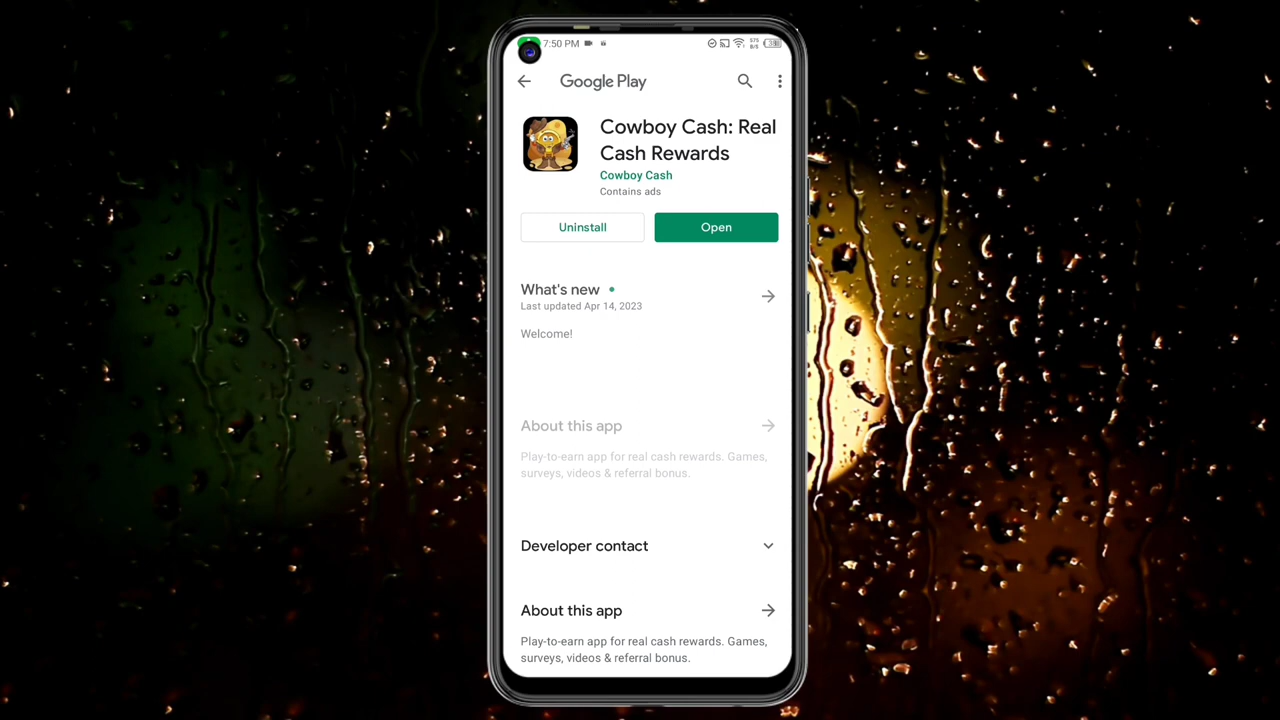 7:50 PM
Google Play
Cowboy Cash: Real
Cash Rewards
Cowboy Cash
Contains ads
Uninstall
Open
What's new
Last updated Apr 14, 2023
Welcome!
About this app
Play-to-earn app for real cash rewards. Games,
surveys, videos & referral bonus.
Developer contact
About this app
Play-to-earn app for real cash rewards. Games,
surveys, videos & referral bonus.